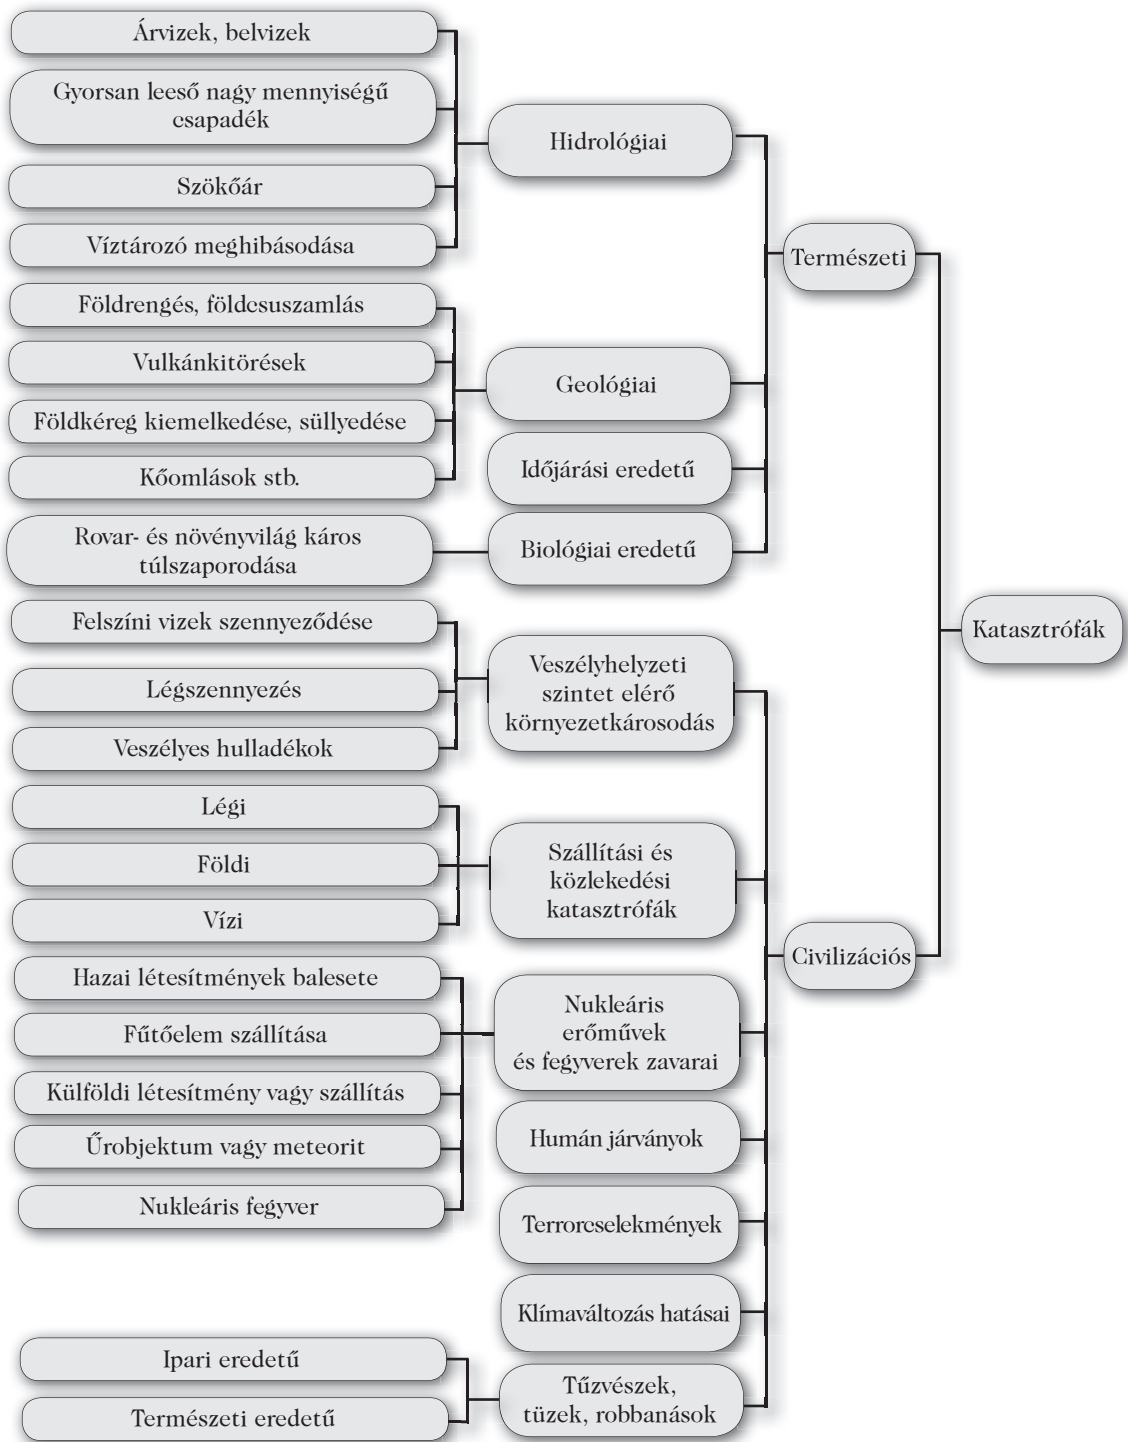 Árvizek, belvizek
Gyorsan leeső nagy mennyiségű
csapadék
Szökőár
Víztározó meghibásodása
Földrengés, földcsuszamlás
Vulkánkitörések
Földkéreg kiemelkedése, süllyedése
Kőomlások stb.
Rovar- és növényvilág káros
túlszaporodása
Felszíni vizek szennyeződése
Légszennyezés
Veszélyes hulladékok
Légi
Földi
Vízi
Hazai létesítmények balesete
Fűtőelem szállítása
Külföldi létesítmény vagy szállítás
Űrobjektum vagy meteorit
Nukleáris fegyver
Ipari eredetű
Természeti eredetű
Hidrológiai
Geológiai
Időjárási eredetű
Biológiai eredetű
Veszélyhelyzeti
szintet elérő
környezetkárosodás
Szállítási és
közlekedési
katasztrófák
Nukleáris
erőművek
és fegyverek zavarai
Humán járványok
Terrorcselekmények
Klímaváltozás hatásai
Tűzvészek,
tüzek, robbanások
Természeti
Civilizációs
Katasztrófák